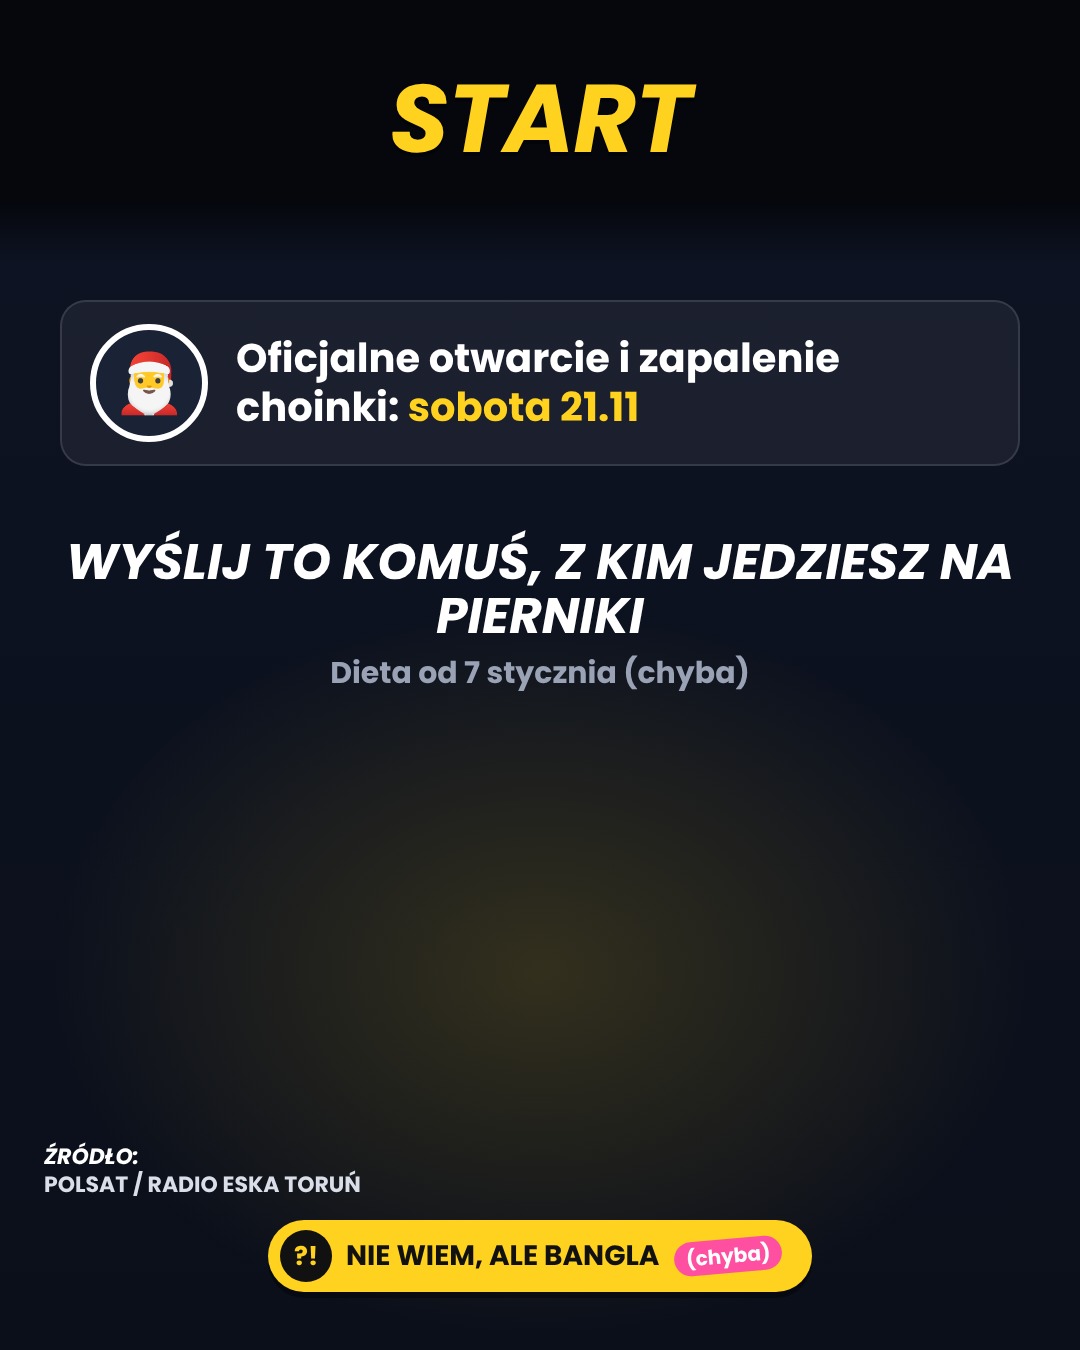 START
Oficjalne otwarcie i zapalenie
choinki: sobota 21.11
WYŚLIJ TO KOMUŚ, Z KIM JEDZIESZ NA
PIERNIKI
Dieta od 7 stycznia (chyba)
ŹRÓDŁO:
POLSAT / RADIO ESKA TORUŃ
?! NIE WIEM, ALE BANGLA (chyba)